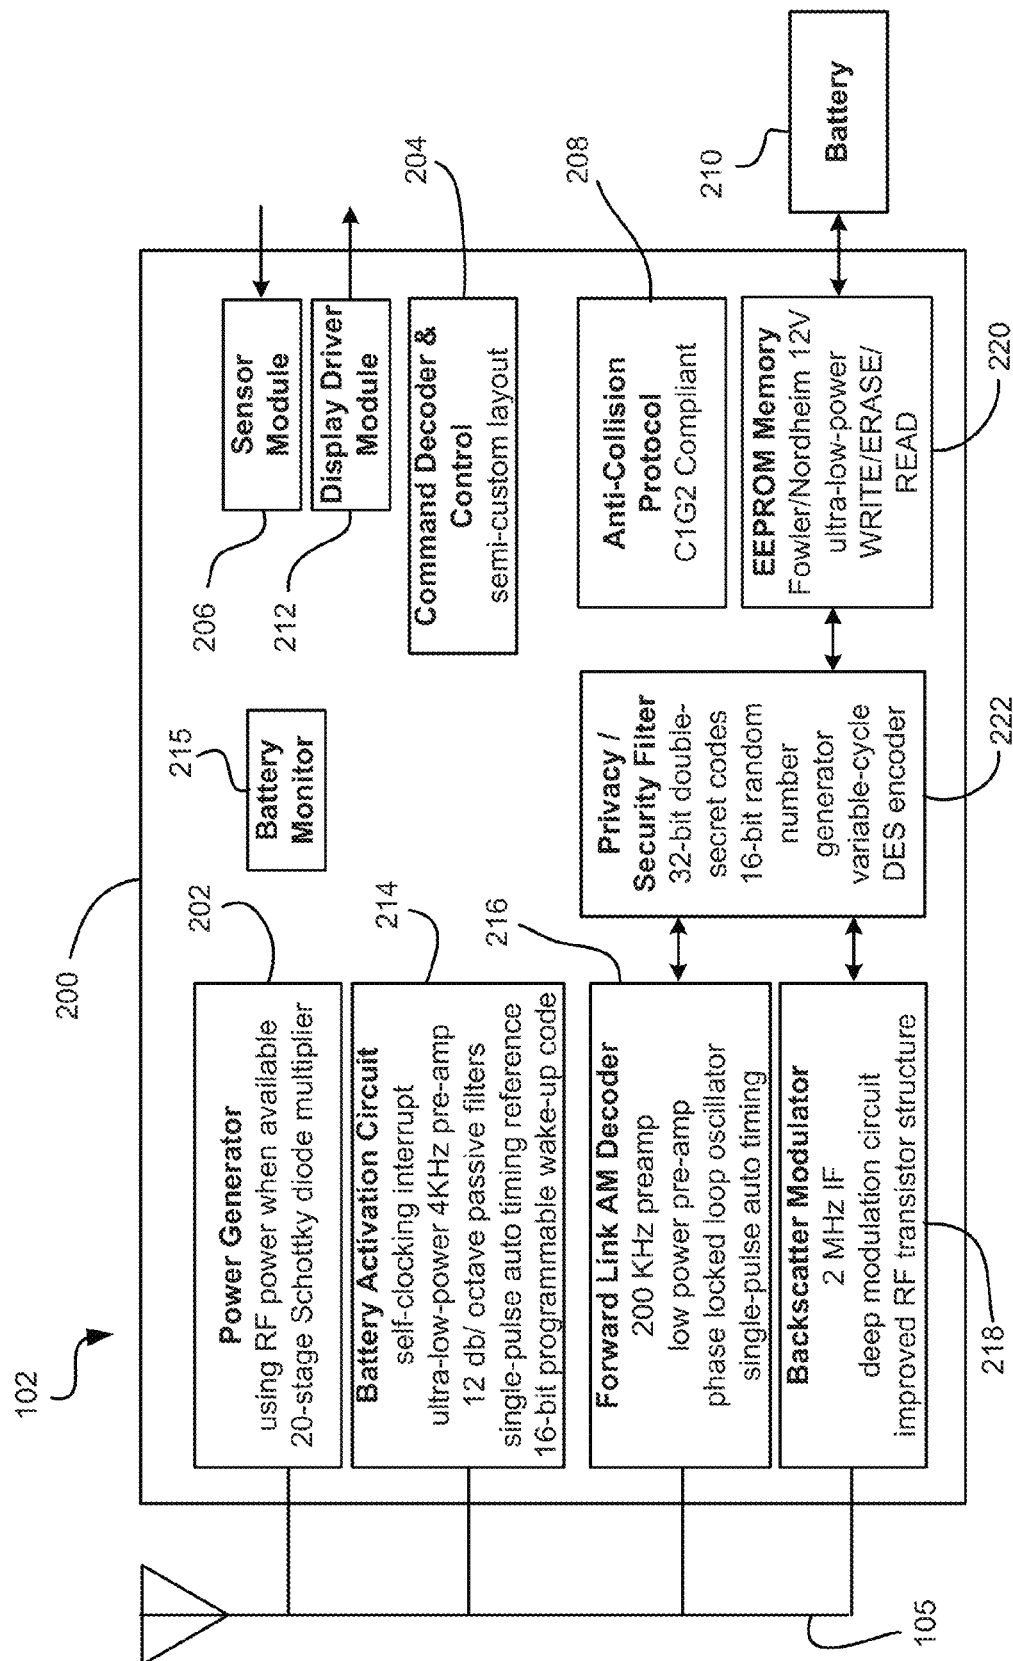 102
200
202
Power Generator
using RF power when available
20-stage Schottky diode multiplier
214
Battery Activation Circuit
self-clocking interrupt
ultra-low-power 4KHz pre-amp
12 db/ octave passive filters
single-pulse auto timing reference
16-bit programmable wake-up code
216
Forward Link AM Decoder
200 KHz preamp
low power pre-amp
phase locked loop oscillator
single-pulse auto timing
Backscatter Modulator
2 MHz IF
deep modulation circuit
improved RF transistor structure
218
105
215
Battery
Monitor
Privacy /
Security Filter
32-bit double-
secret codes
16-bit random
number
generator
variable-cycle
DES encoder
222
206
Sensor
Module
212
Display Driver
Module
204
Command Decoder &
Control
semi-custom layout
208
Anti-Collision
Protocol
C1G2 Compliant
EEPROM Memory
Fowler/Nordheim 12V
ultra-low-power
WRITE/ERASE/
READ
220
210
Battery